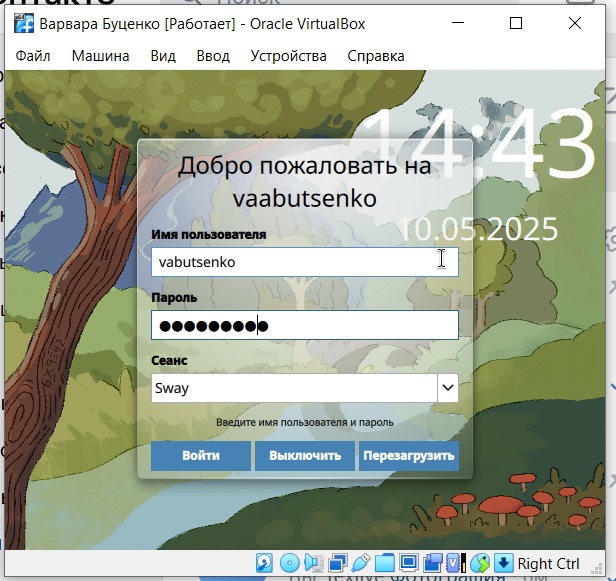 Варвара Буценко [Работает] - Oracle VirtualBox
Файл Машина Вид Ввод Устройства Справка
14:43
10.05.2025
Добро пожаловать на
vaabutsenko
Имя пользователя
vabutsenko
Пароль
●●●●●●●●●●
Сеанс
Sway
Введите имя пользователя и пароль
Войти Выключить Перезагрузить
Right Ctrl